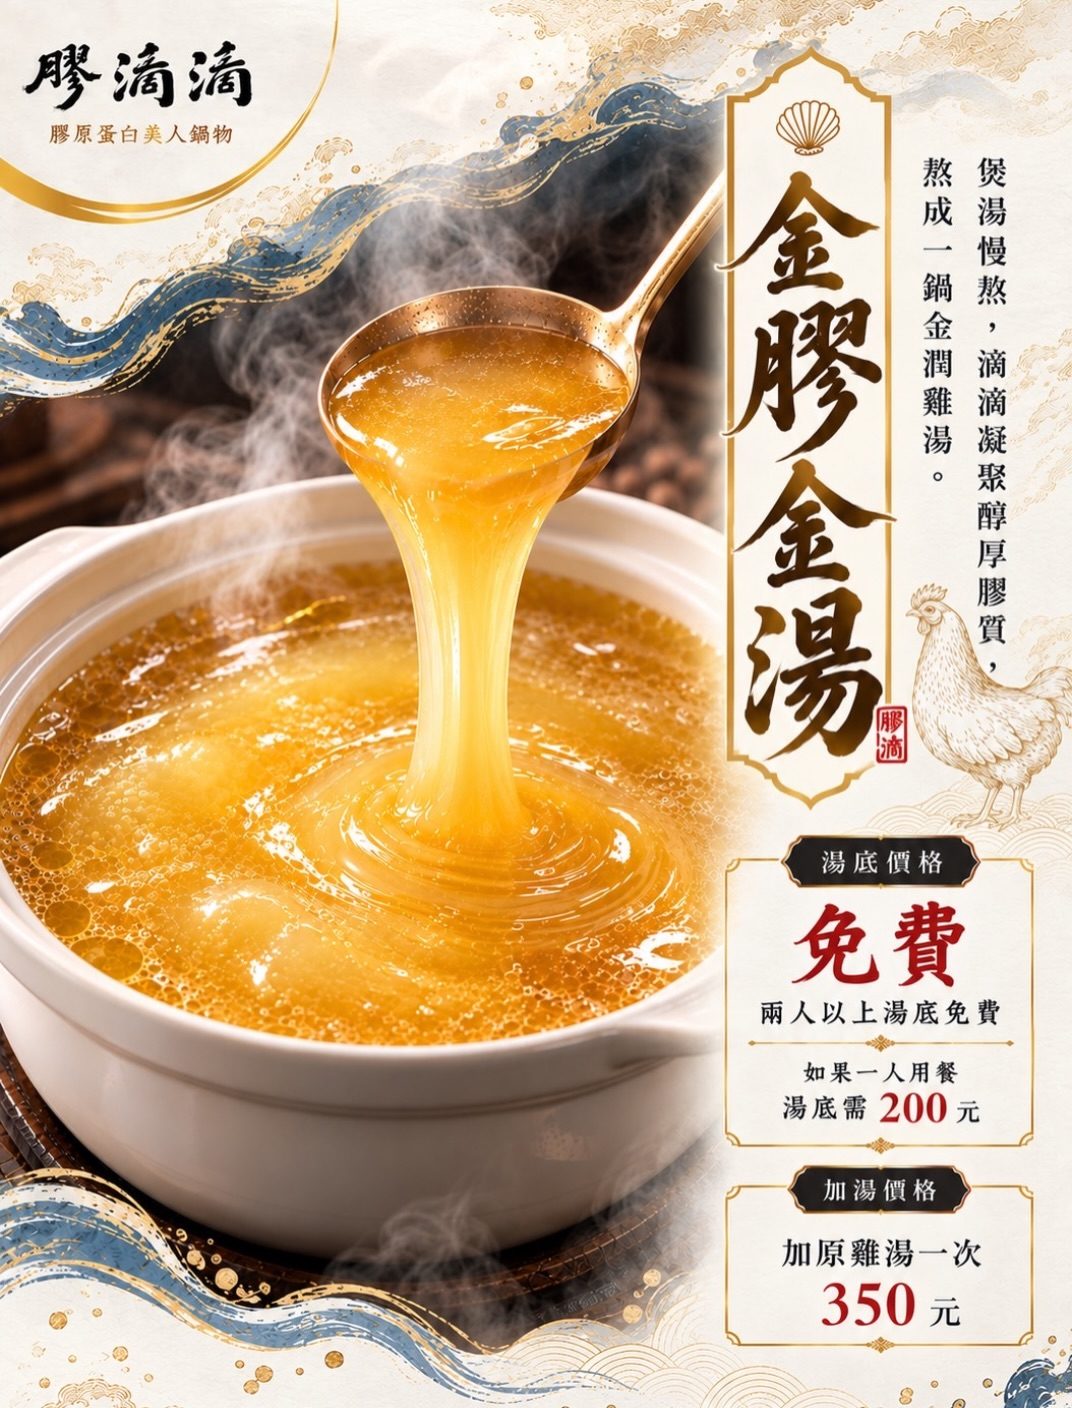 膠滴滴
膠原蛋白美人鍋物
金膠金湯
膠滴
煲湯慢熬，滴滴凝聚醇厚膠質，
熬成一鍋金潤雞湯。
湯底價格
免費
兩人以上湯底免費
如果一人用餐
湯底需 200 元
加湯價格
加原雞湯一次
350 元